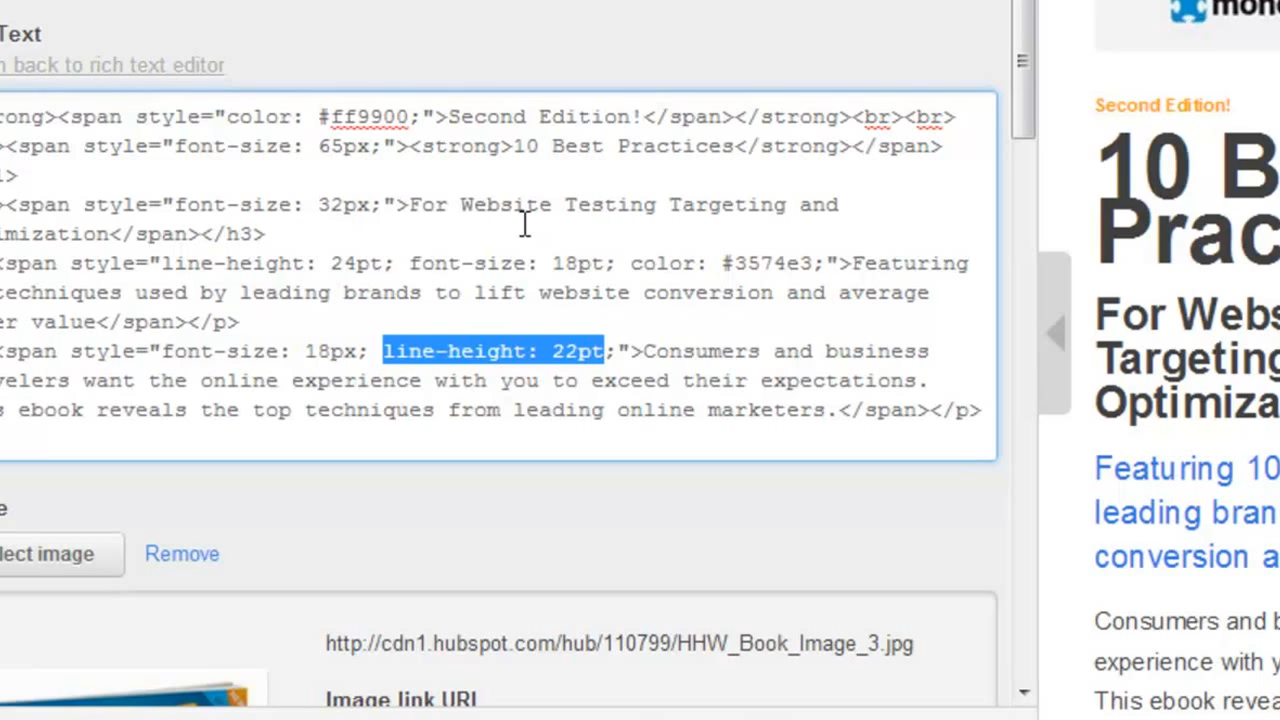 Text
n back to rich text editor
rong><span style="color: #ff9900;">Second Edition!</span></strong><br><br>
><span style="font-size: 65px;"><strong>10 Best Practices</strong></span>
l>
><span style="font-size: 32px;">For Website Testing Targeting and
imization</span></h3>
<span style="line-height: 24pt; font-size: 18pt; color: #3574e3;">Featuring
techniques used by leading brands to lift website conversion and average
er value</span></p>
<span style="font-size: 18px; line-height: 22pt;">Consumers and business
velers want the online experience with you to exceed their expectations.
s ebook reveals the top techniques from leading online marketers.</span></p>
e
lect image
Remove
http://cdn1.hubspot.com/hub/110799/HHW_Book_Image_3.jpg
Image link URL
mone
Second Edition!
10 B
Prac
For Webs
Targeting
Optimiza
Featuring 10
leading bran
conversion a
Consumers and b
experience with y
This ebook revea